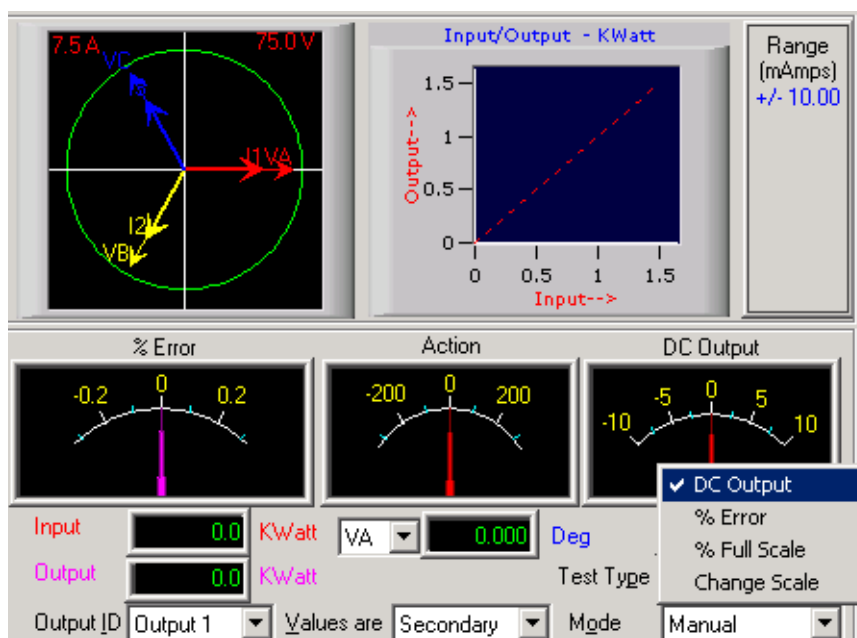 7.5 A
75.0 V
VC
I3
I1VA
I2
VB
Input/Output - KWatt
Output-->
1.5
1
0.5
0
0 0.5 1 1.5
Input-->
Range
(mAmps)
+/- 10.00
% Error
-0.2 0 0.2
Action
-200 0 200
DC Output
-10 -5 0 5 10
Input 0.0 KWatt VA 0.000 Deg
Output 0.0 KWatt
Test Type
DC Output
% Error
% Full Scale
Change Scale
Output ID Output 1 Values are Secondary Mode Manual